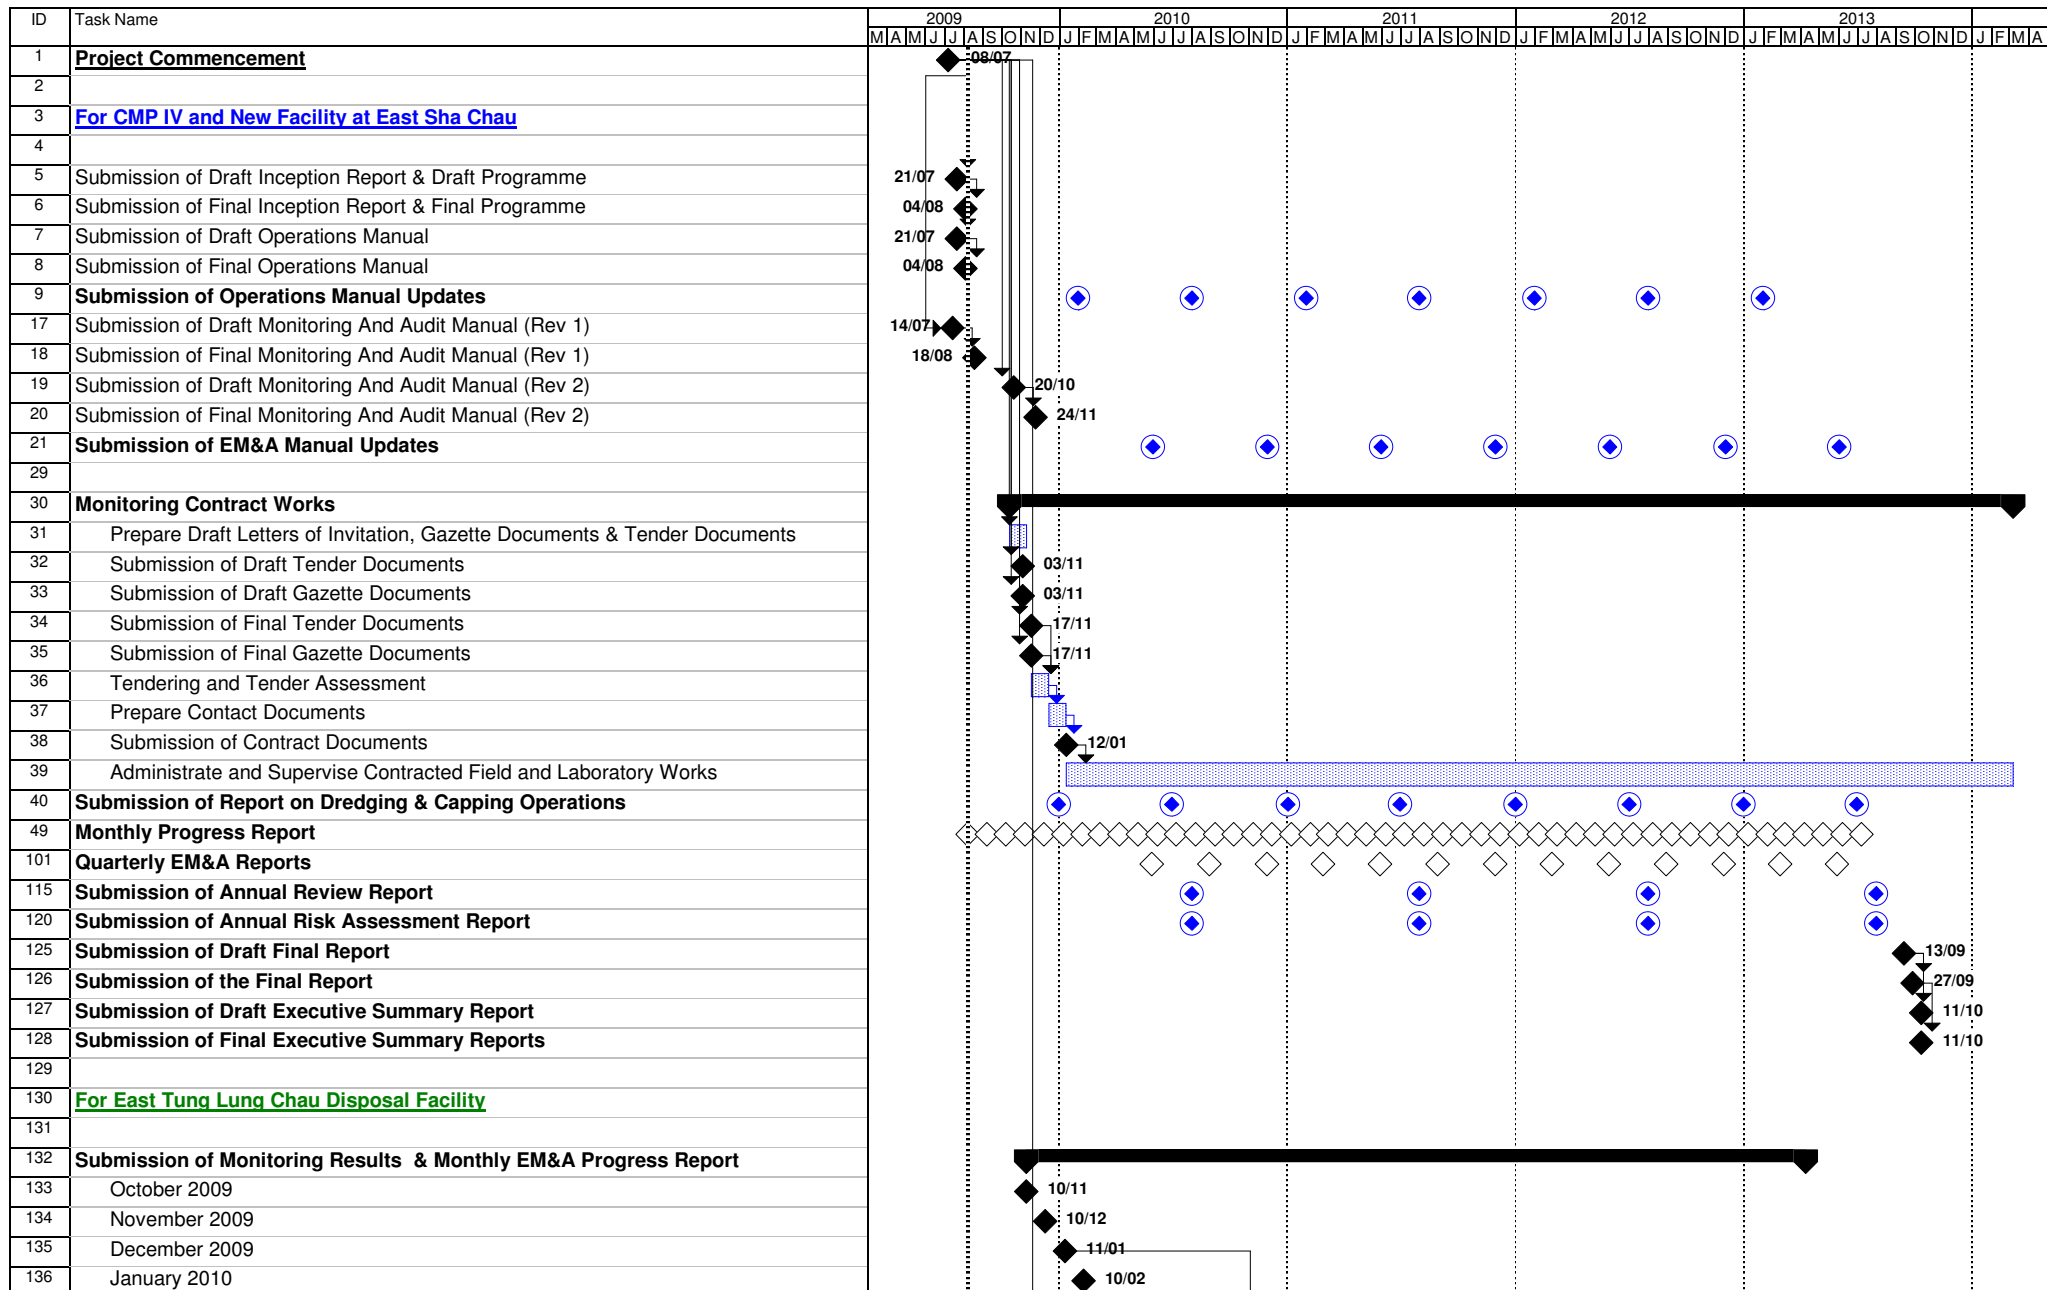 ID Task Name 2009 2010 2011 2012 2013
M A M J J A S O N D J F M A M J J A S O N D J F M A M J J A S O N D J F M A M J J A S O N D J F M A M J J A S O N D J F M A
1 Project Commencement 08/07
2
3 For CMP IV and New Facility at East Sha Chau
4
5 Submission of Draft Inception Report & Draft Programme 21/07
6 Submission of Final Inception Report & Final Programme 04/08
7 Submission of Draft Operations Manual 21/07
8 Submission of Final Operations Manual 04/08
9 Submission of Operations Manual Updates
17 Submission of Draft Monitoring And Audit Manual (Rev 1) 14/07
18 Submission of Final Monitoring And Audit Manual (Rev 1) 18/08
19 Submission of Draft Monitoring And Audit Manual (Rev 2) 20/10
20 Submission of Final Monitoring And Audit Manual (Rev 2) 24/11
21 Submission of EM&A Manual Updates
29
30 Monitoring Contract Works
31 Prepare Draft Letters of Invitation, Gazette Documents & Tender Documents
32 Submission of Draft Tender Documents 03/11
33 Submission of Draft Gazette Documents 03/11
34 Submission of Final Tender Documents 17/11
35 Submission of Final Gazette Documents 17/11
36 Tendering and Tender Assessment
37 Prepare Contact Documents
38 Submission of Contract Documents 12/01
39 Administrate and Supervise Contracted Field and Laboratory Works
40 Submission of Report on Dredging & Capping Operations
49 Monthly Progress Report
101 Quarterly EM&A Reports
115 Submission of Annual Review Report
120 Submission of Annual Risk Assessment Report
125 Submission of Draft Final Report 13/09
126 Submission of the Final Report 27/09
127 Submission of Draft Executive Summary Report 11/10
128 Submission of Final Executive Summary Reports 11/10
129
130 For East Tung Lung Chau Disposal Facility
131
132 Submission of Monitoring Results & Monthly EM&A Progress Report
133 October 2009 10/11
134 November 2009 10/12
135 December 2009 11/01
136 January 2010 10/02